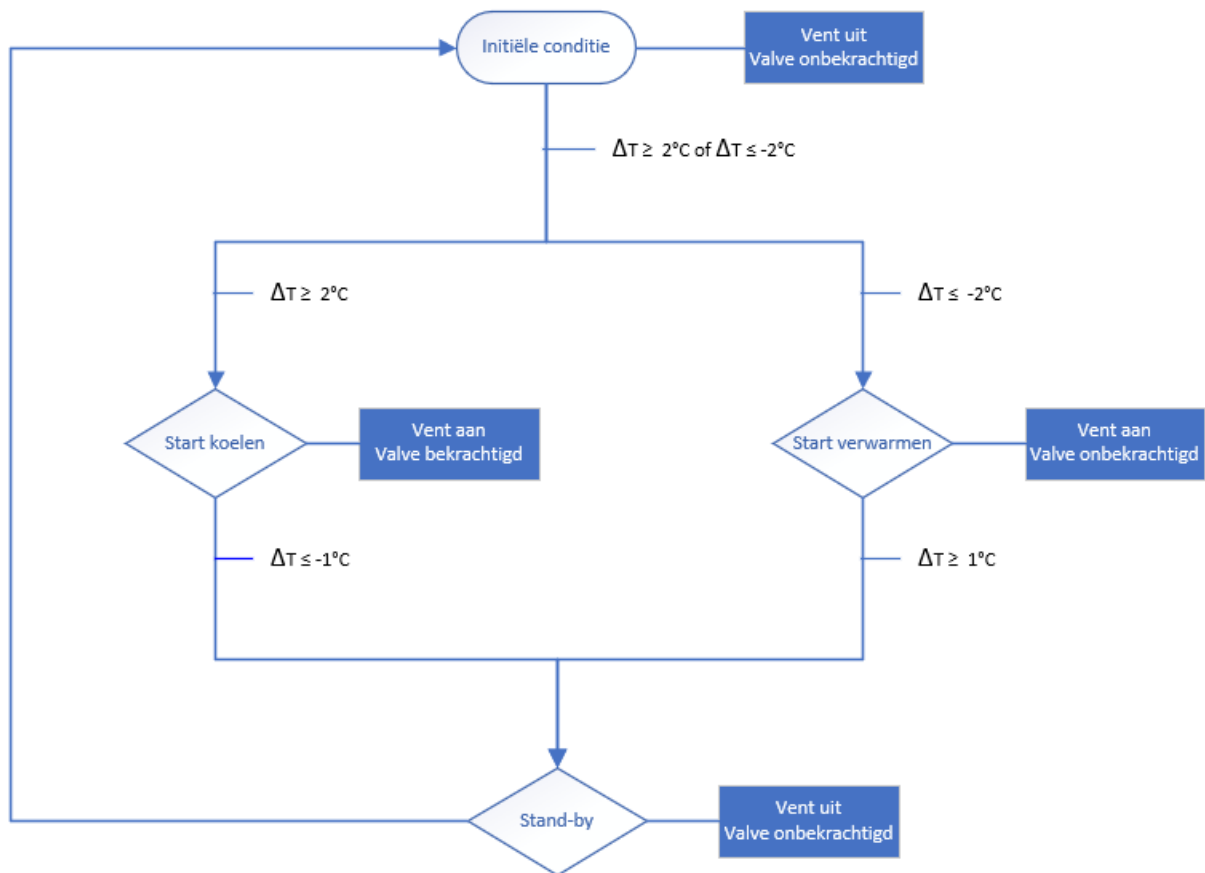 Initiële conditie
Vent uit
Valve onbekrachtigd
ΔT ≥ 2°C of ΔT ≤ -2°C
ΔT ≥ 2°C
ΔT ≤ -2°C
Start koelen
Vent aan
Valve bekrachtigd
Start verwarmen
Vent aan
Valve onbekrachtigd
ΔT ≤ -1°C
ΔT ≥ 1°C
Stand-by
Vent uit
Valve onbekrachtigd